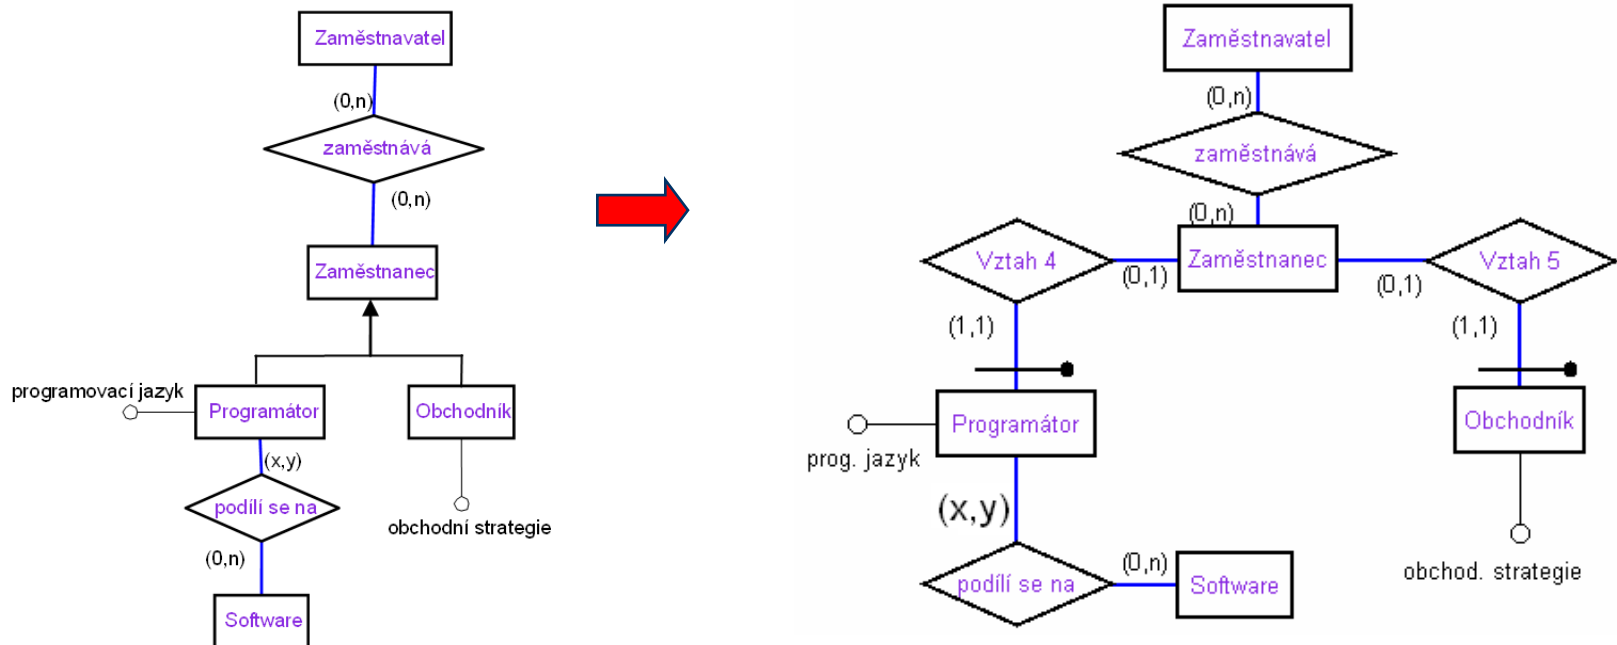 Zaměstnavatel
(0,n)
zaměstnává
(0,n)
Zaměstnanec
programovací jazyk
Programátor
Obchodník
(x,y)
podílí se na
obchodní strategie
(0,n)
Software
Zaměstnavatel
(0,n)
zaměstnává
(0,n)
Vztah 4
(0,1)
Zaměstnanec
(0,1)
Vztah 5
(1,1)
(1,1)
Programátor
Obchodník
prog. jazyk
(x,y)
(0,n)
podílí se na
Software
obchod. strategie